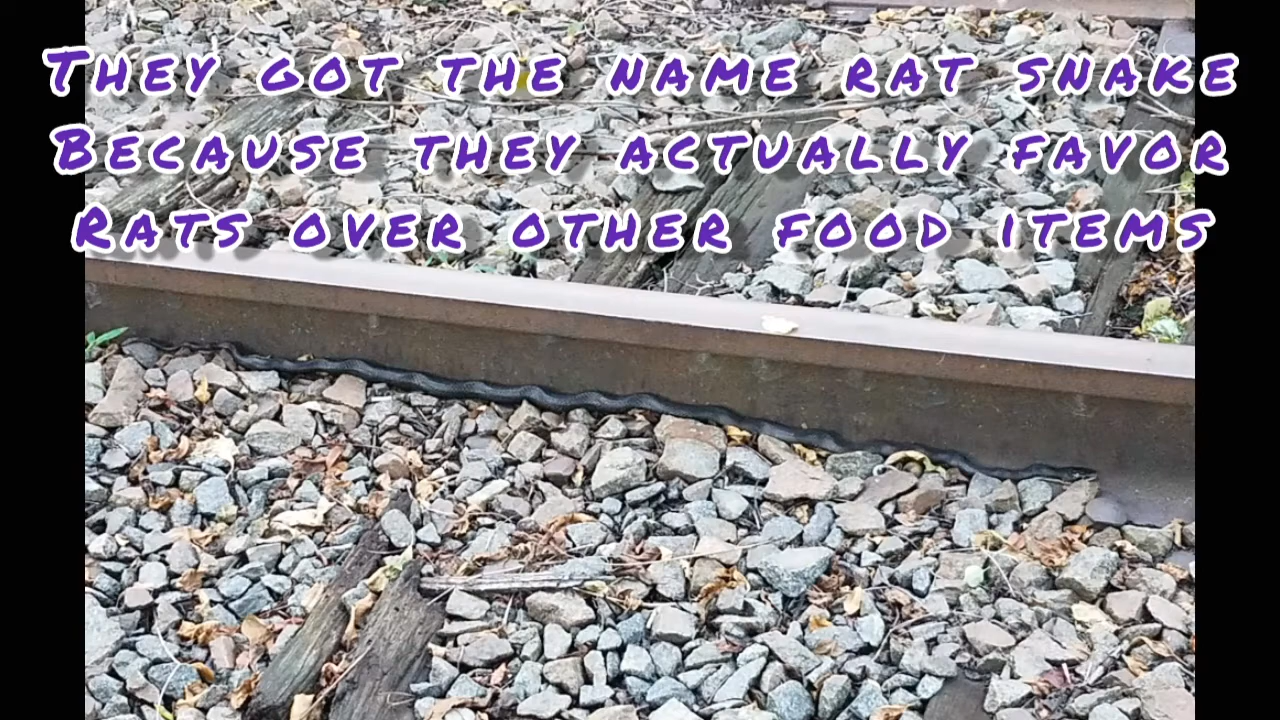 They got the name rat snake
Because they actually favor
Rats over other food items